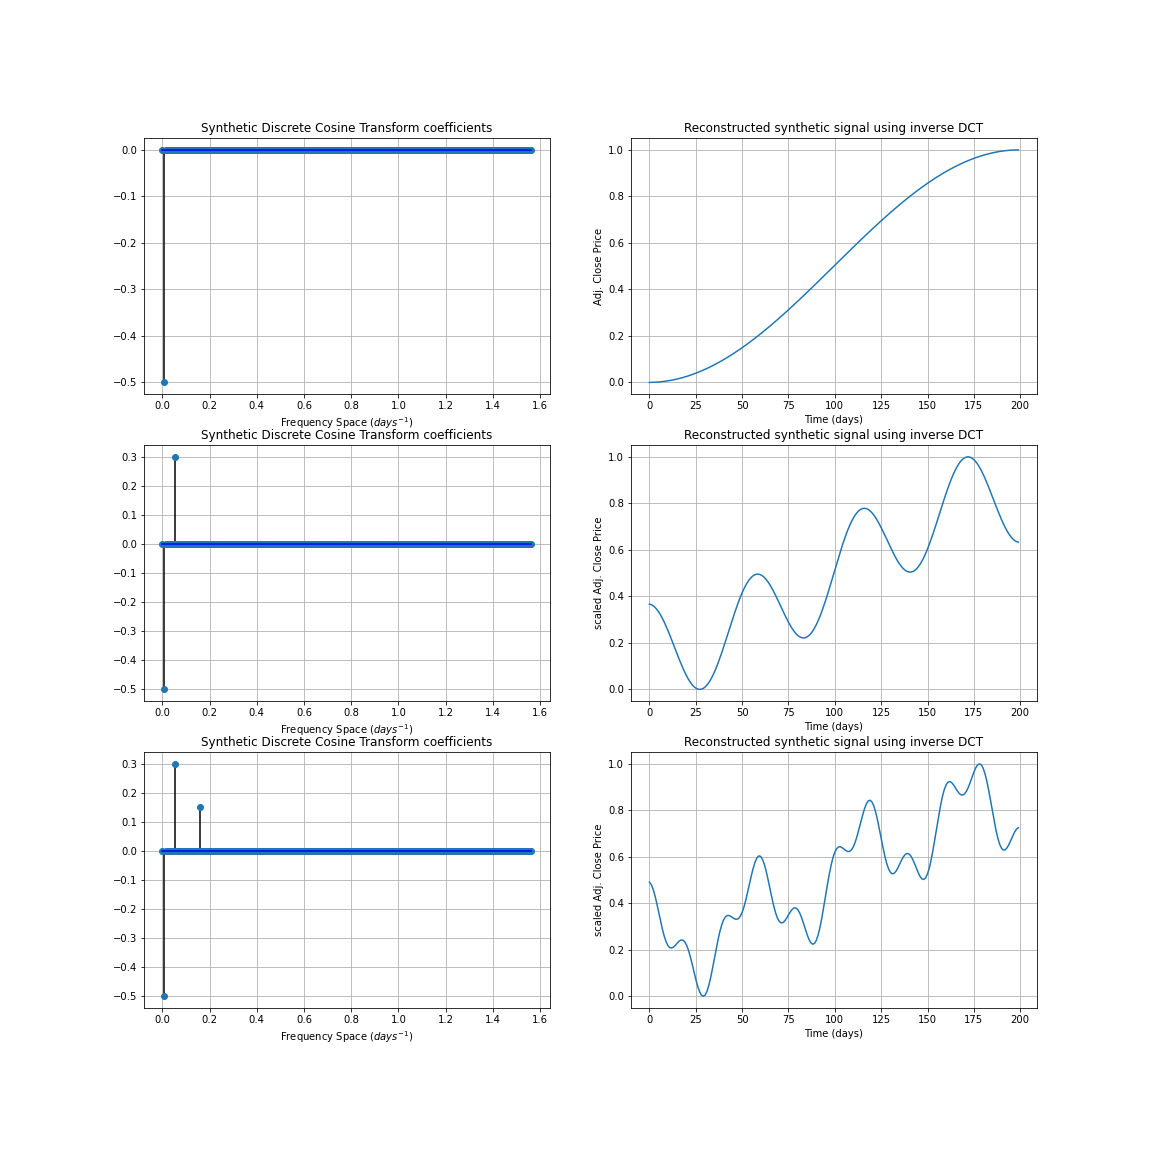 Synthetic Discrete Cosine Transform coefficients
0.0
−0.1
−0.2
−0.3
−0.4
−0.5
0.0 0.2 0.4 0.6 0.8 1.0 1.2 1.4 1.6
Frequency Space (days⁻¹)
Reconstructed synthetic signal using inverse DCT
Adj. Close Price
1.0
0.8
0.6
0.4
0.2
0.0
0 25 50 75 100 125 150 175 200
Time (days)
Synthetic Discrete Cosine Transform coefficients
0.3
0.2
0.1
0.0
−0.1
−0.2
−0.3
−0.4
−0.5
0.0 0.2 0.4 0.6 0.8 1.0 1.2 1.4 1.6
Frequency Space (days⁻¹)
Reconstructed synthetic signal using inverse DCT
scaled Adj. Close Price
1.0
0.8
0.6
0.4
0.2
0.0
0 25 50 75 100 125 150 175 200
Time (days)
Synthetic Discrete Cosine Transform coefficients
0.3
0.2
0.1
0.0
−0.1
−0.2
−0.3
−0.4
−0.5
0.0 0.2 0.4 0.6 0.8 1.0 1.2 1.4 1.6
Frequency Space (days⁻¹)
Reconstructed synthetic signal using inverse DCT
scaled Adj. Close Price
1.0
0.8
0.6
0.4
0.2
0.0
0 25 50 75 100 125 150 175 200
Time (days)